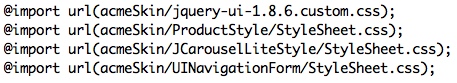 @import url(acmeSkin/jquery-ui-1.8.6.custom.css);
@import url(acmeSkin/ProductStyle/StyleSheet.css);
@import url(acmeSkin/JCarouselLiteStyle/StyleSheet.css);
@import url(acmeSkin/UINavigationForm/StyleSheet.css);